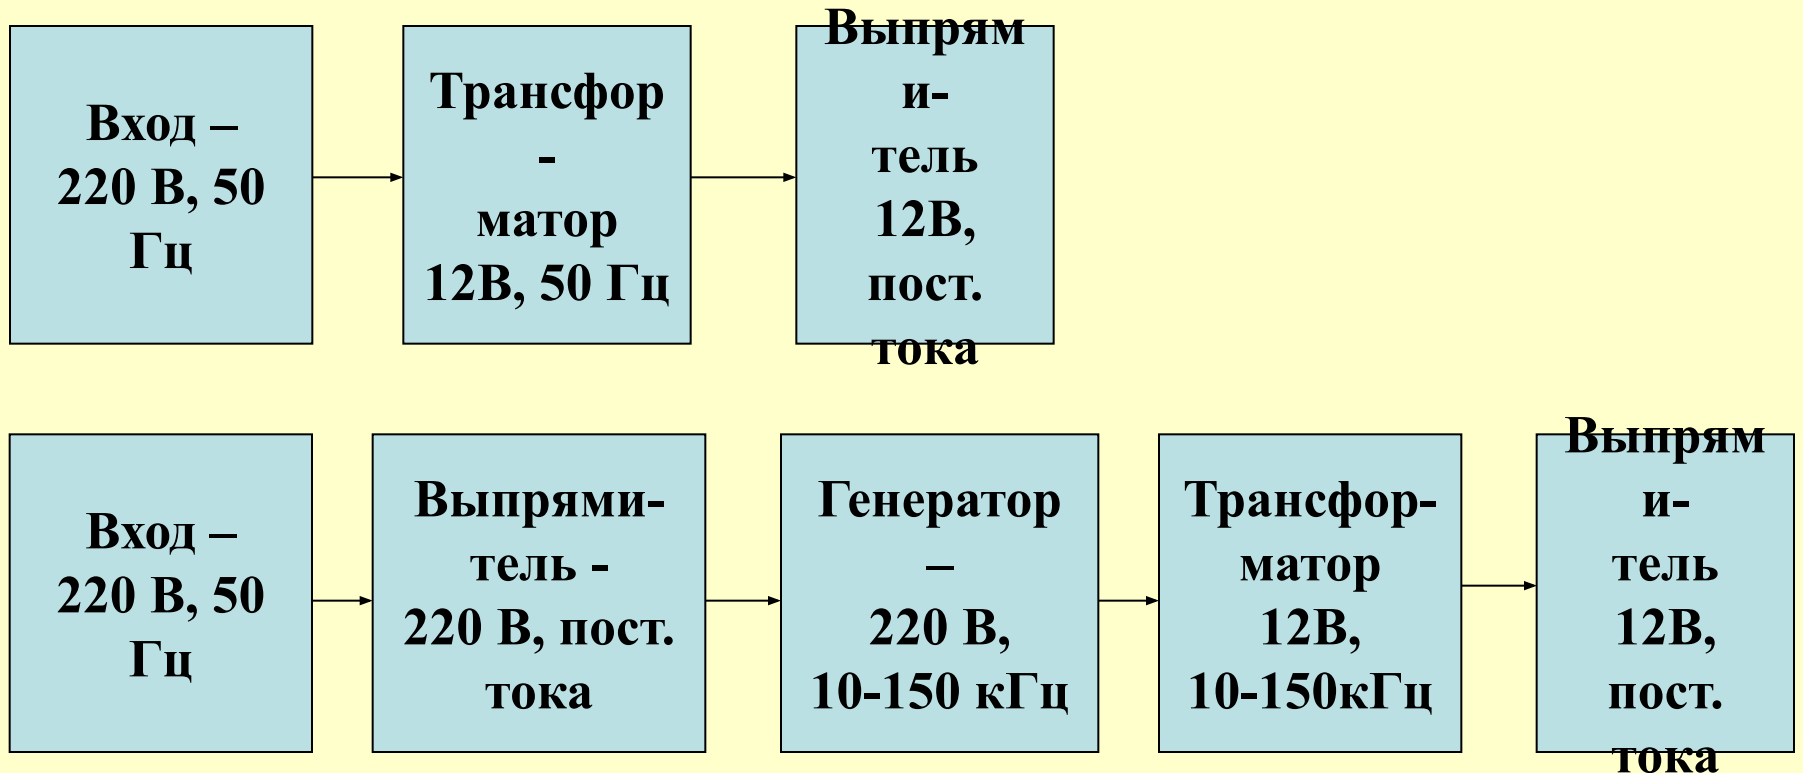 Вход –
220 В, 50
Гц
Трансфор
-
матор
12В, 50 Гц
Выпрям
и-
тель
12В,
пост.
тока
Вход –
220 В, 50
Гц
Выпрями-
тель -
220 В, пост.
тока
Генератор
–
220 В,
10-150 кГц
Трансфор-
матор
12В,
10-150кГц
Выпрям
и-
тель
12В,
пост.
тока